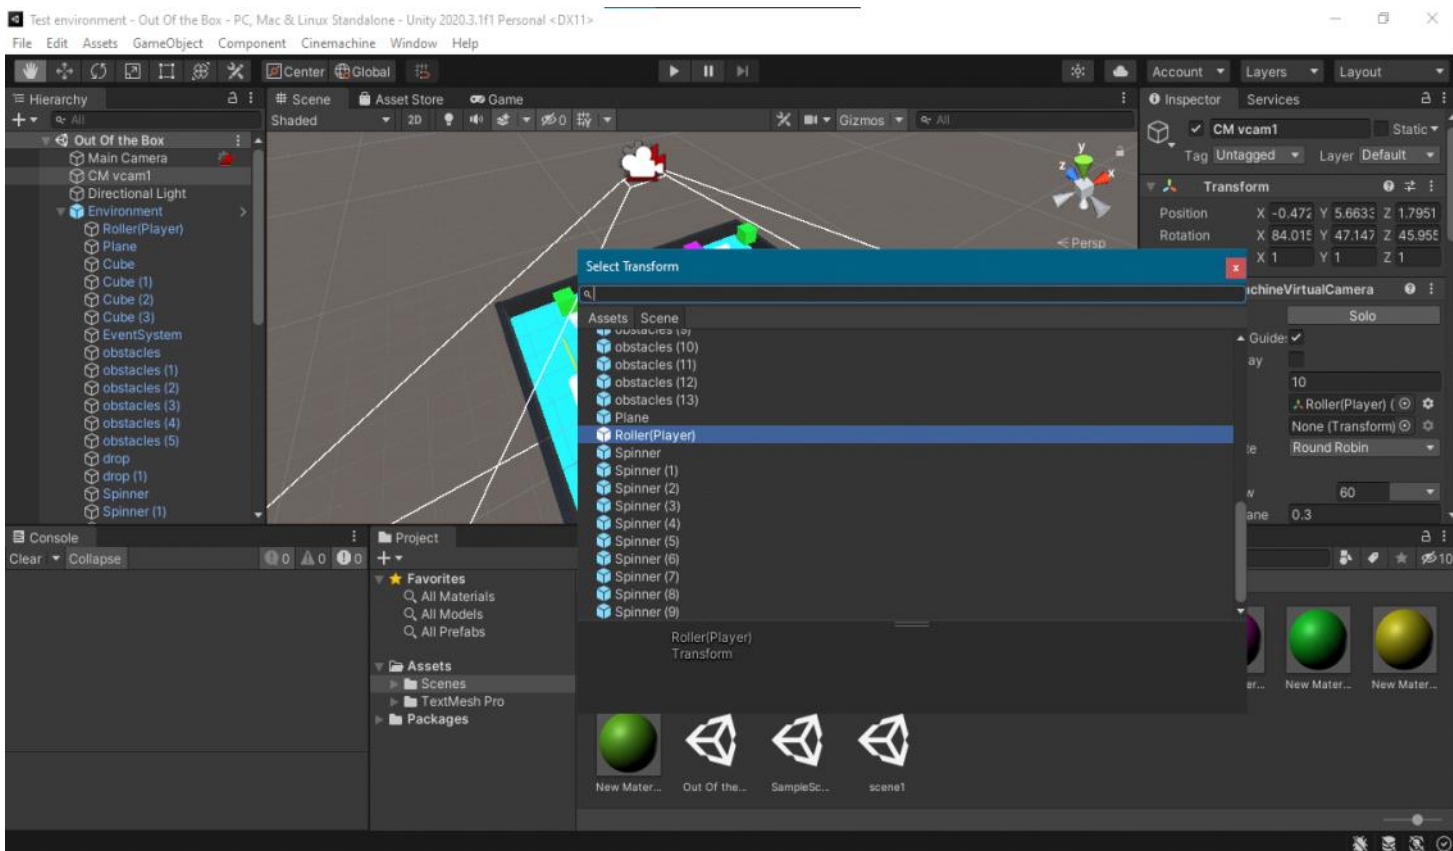 Test environment - Out Of the Box - PC, Mac & Linux Standalone - Unity 2020.3.1f1 Personal <DX11>
File Edit Assets GameObject Component Cinemachine Window Help
Center Global
Account Layers Layout
Hierarchy
All
Out Of the Box
Main Camera
CM vcam1
Directional Light
Environment
Roller(Player)
Plane
Cube
Cube (1)
Cube (2)
Cube (3)
EventSystem
obstacles
obstacles (1)
obstacles (2)
obstacles (3)
obstacles (4)
obstacles (5)
drop
drop (1)
Spinner
Spinner (1)
Scene Asset Store Game
Shaded 2D 0 Gizmos All
y
z x
Persp
Select Transform
Assets Scene
obstacles (9)
obstacles (10)
obstacles (11)
obstacles (12)
obstacles (13)
Plane
Roller(Player)
Spinner
Spinner (1)
Spinner (2)
Spinner (3)
Spinner (4)
Spinner (5)
Spinner (6)
Spinner (7)
Spinner (8)
Spinner (9)
Roller(Player)
Transform
Inspector Services
CM vcam1 Static
Tag Untagged Layer Default
Transform
Position X -0.472 Y 5.6633 Z 1.7951
Rotation X 84.015 Y 47.147 Z 45.955
X 1 Y 1 Z 1
achineVirtualCamera
Solo
Guide:
ay
10
Roller(Player) (
None (Transform)
te Round Robin
w 60
ane 0.3
Console
Clear Collapse 0 0 0
Project
Favorites
All Materials
All Models
All Prefabs
Assets
Scenes
TextMesh Pro
Packages
10
er... New Mater... New Mater...
New Mater... Out Of the... SampleSc... scene1